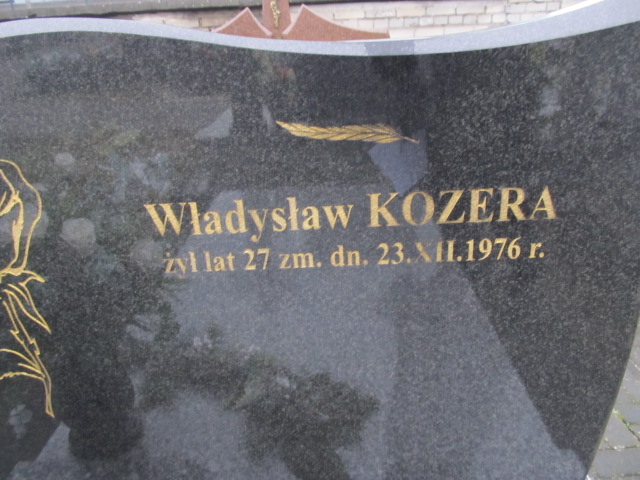 Władysław KOZERA
żył lat 27 zm. dn. 23.XII.1976 r.